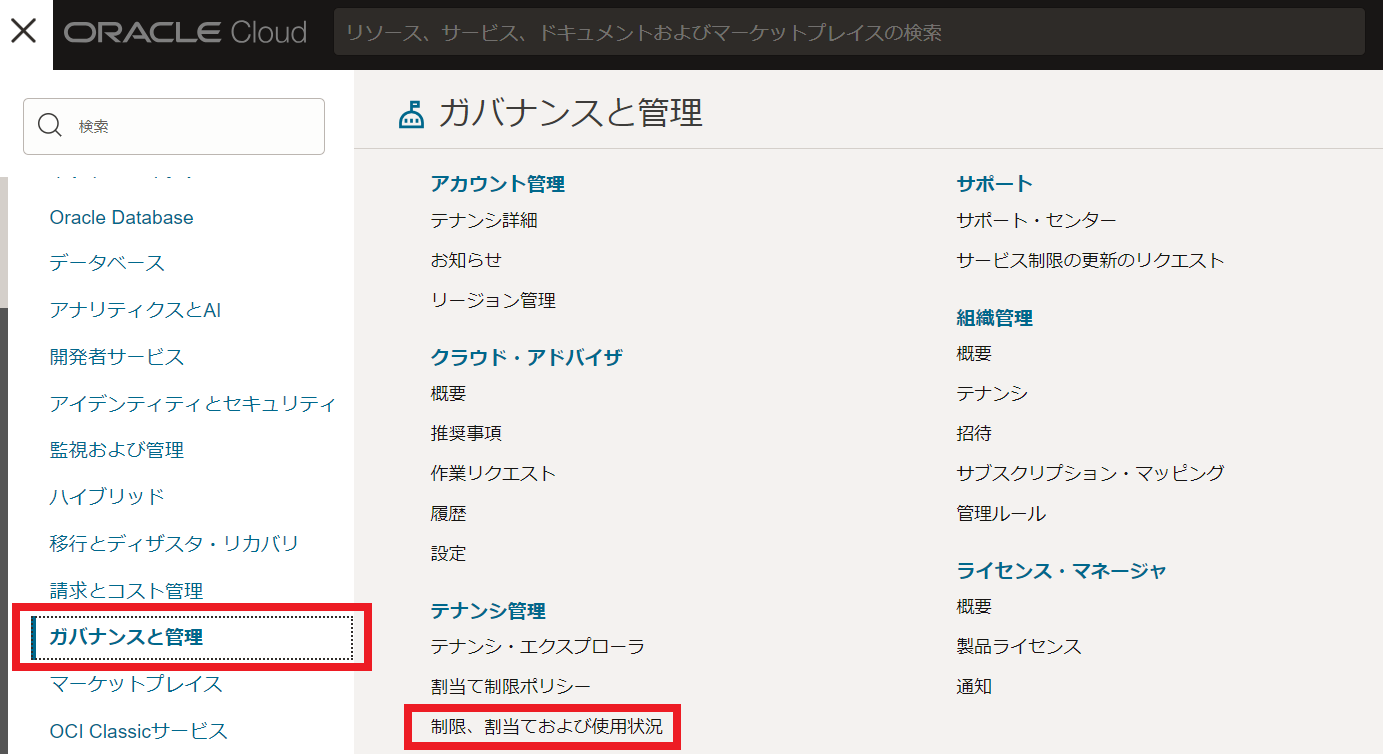 ORACLE Cloud
リソース、サービス、ドキュメントおよびマーケットプレイスの検索
検索
Oracle Database
データベース
アナリティクスとAI
開発者サービス
アイデンティティとセキュリティ
監視および管理
ハイブリッド
移行とディザスタ・リカバリ
請求とコスト管理
ガバナンスと管理
マーケットプレイス
OCI Classicサービス
ガバナンスと管理
アカウント管理
テナンシ詳細
お知らせ
リージョン管理
クラウド・アドバイザ
概要
推奨事項
作業リクエスト
履歴
設定
テナンシ管理
テナンシ・エクスプローラ
割当て制限ポリシー
制限、割当ておよび使用状況
サポート
サポート・センター
サービス制限の更新のリクエスト
組織管理
概要
テナンシ
招待
サブスクリプション・マッピング
管理ルール
ライセンス・マネージャ
概要
製品ライセンス
通知